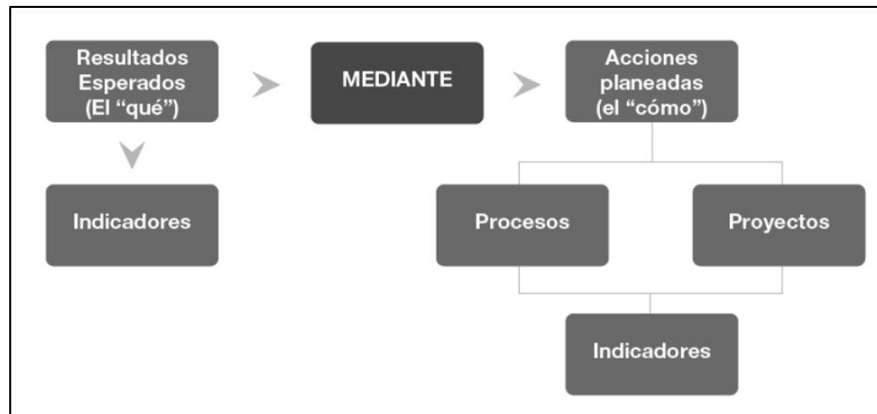 Resultados
Esperados
(El “qué”)
MEDIANTE
Acciones
planeadas
(el “cómo”)
Indicadores
Procesos
Proyectos
Indicadores